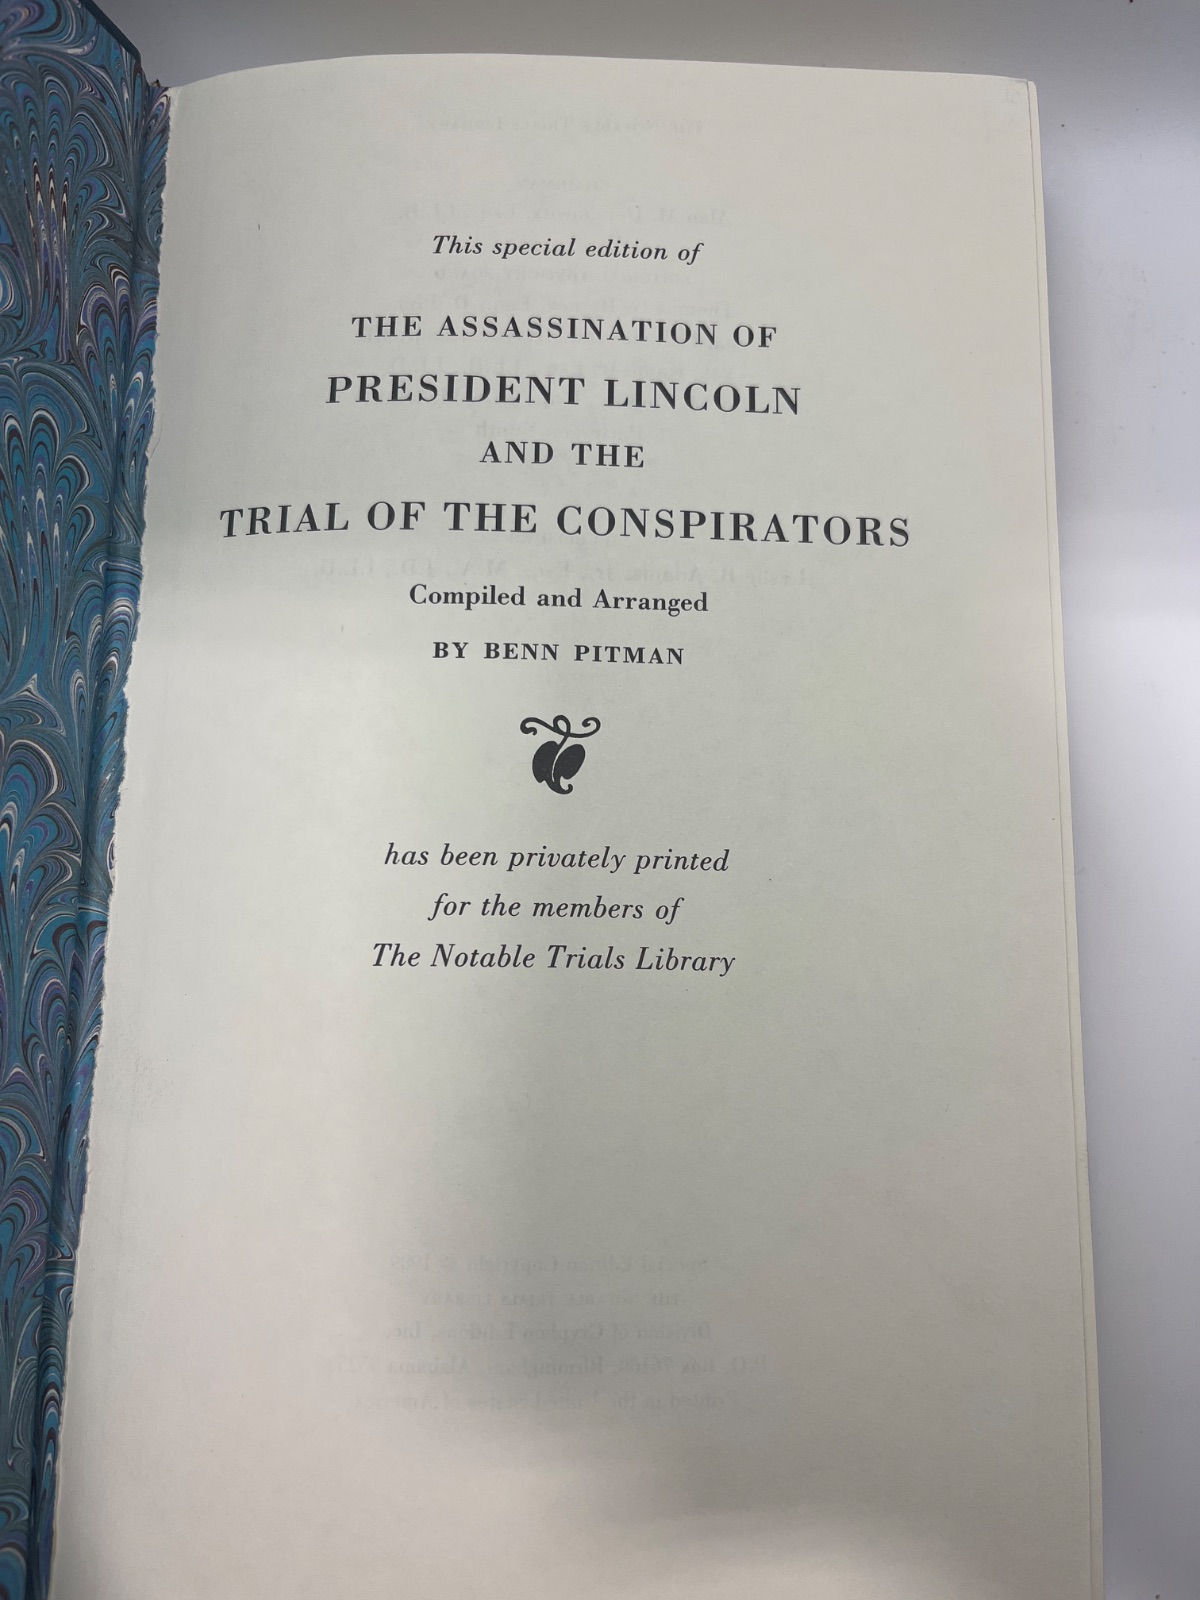 This special edition of
THE ASSASSINATION OF
PRESIDENT LINCOLN
AND THE
TRIAL OF THE CONSPIRATORS
Compiled and Arranged
BY BENN PITMAN
has been privately printed
for the members of
The Notable Trials Library